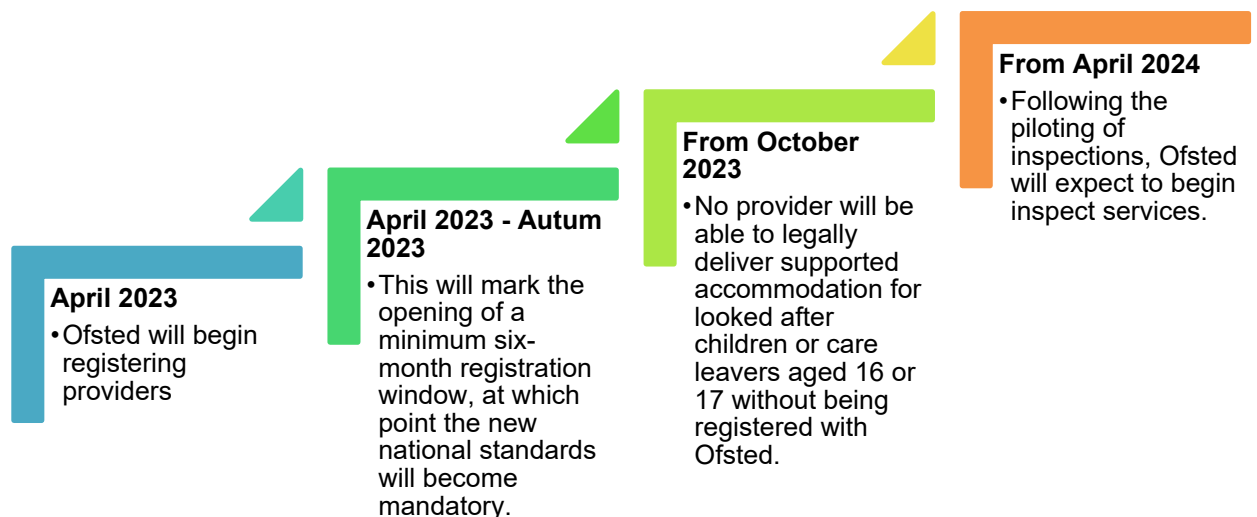 April 2023
•Ofsted will begin
registering
providers
April 2023 - Autum
2023
•This will mark the
opening of a
minimum six-
month registration
window, at which
point the new
national standards
will become
mandatory.
From October
2023
•No provider will be
able to legally
deliver supported
accommodation for
looked after
children or care
leavers aged 16 or
17 without being
registered with
Ofsted.
From April 2024
•Following the
piloting of
inspections, Ofsted
will expect to begin
inspect services.